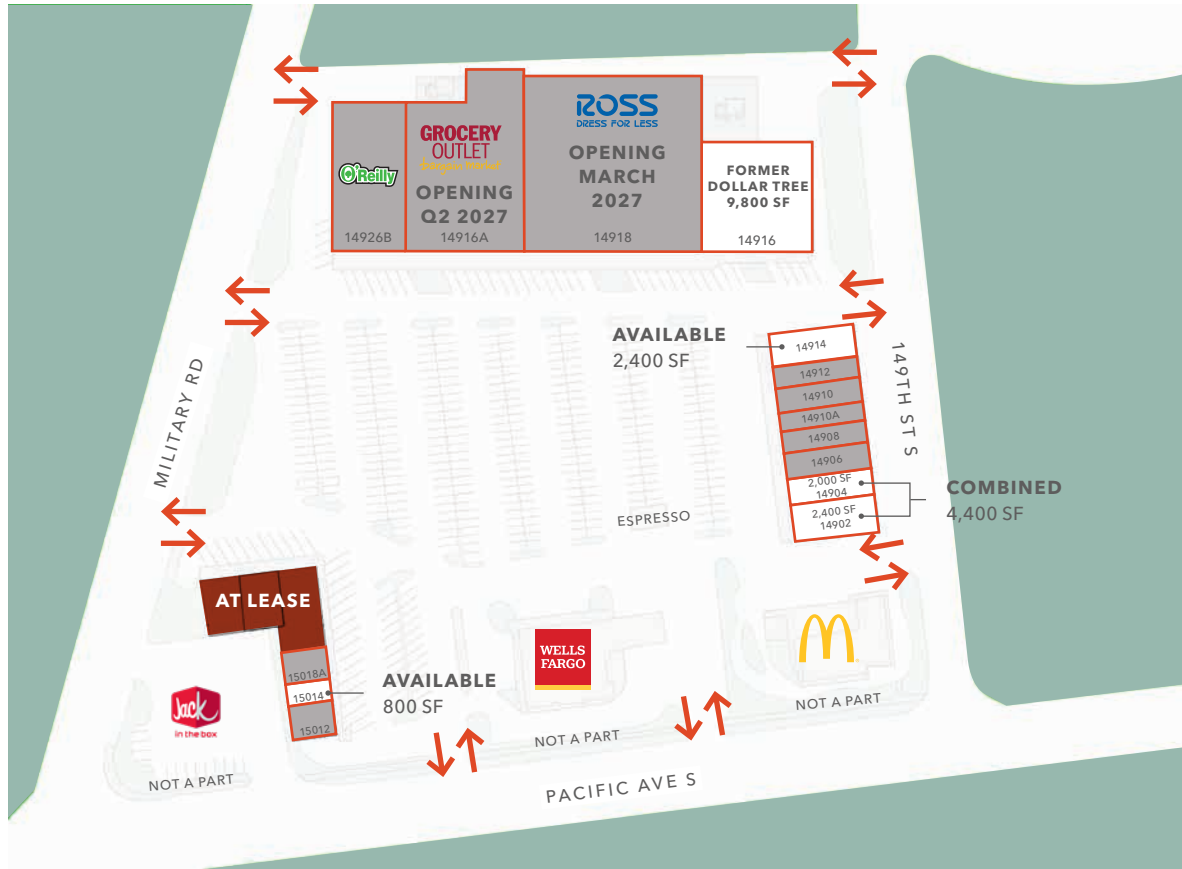 ROSS
DRESS FOR LESS
OPENING
MARCH
2027
14918
GROCERY
OUTLET
bargain market
OPENING
Q2 2027
14916A
O'Reilly
14926B
FORMER
DOLLAR TREE
9,800 SF
14916
AVAILABLE
2,400 SF
14914
14912
14910
14910A
14908
14906
2,000 SF
14904
2,400 SF
14902
COMBINED
4,400 SF
149TH ST S
MILITARY RD
ESPRESSO
AT LEASE
15018A
15014
15012
AVAILABLE
800 SF
WELLS
FARGO
NOT A PART
NOT A PART
Jack
in the box
NOT A PART
PACIFIC AVE S